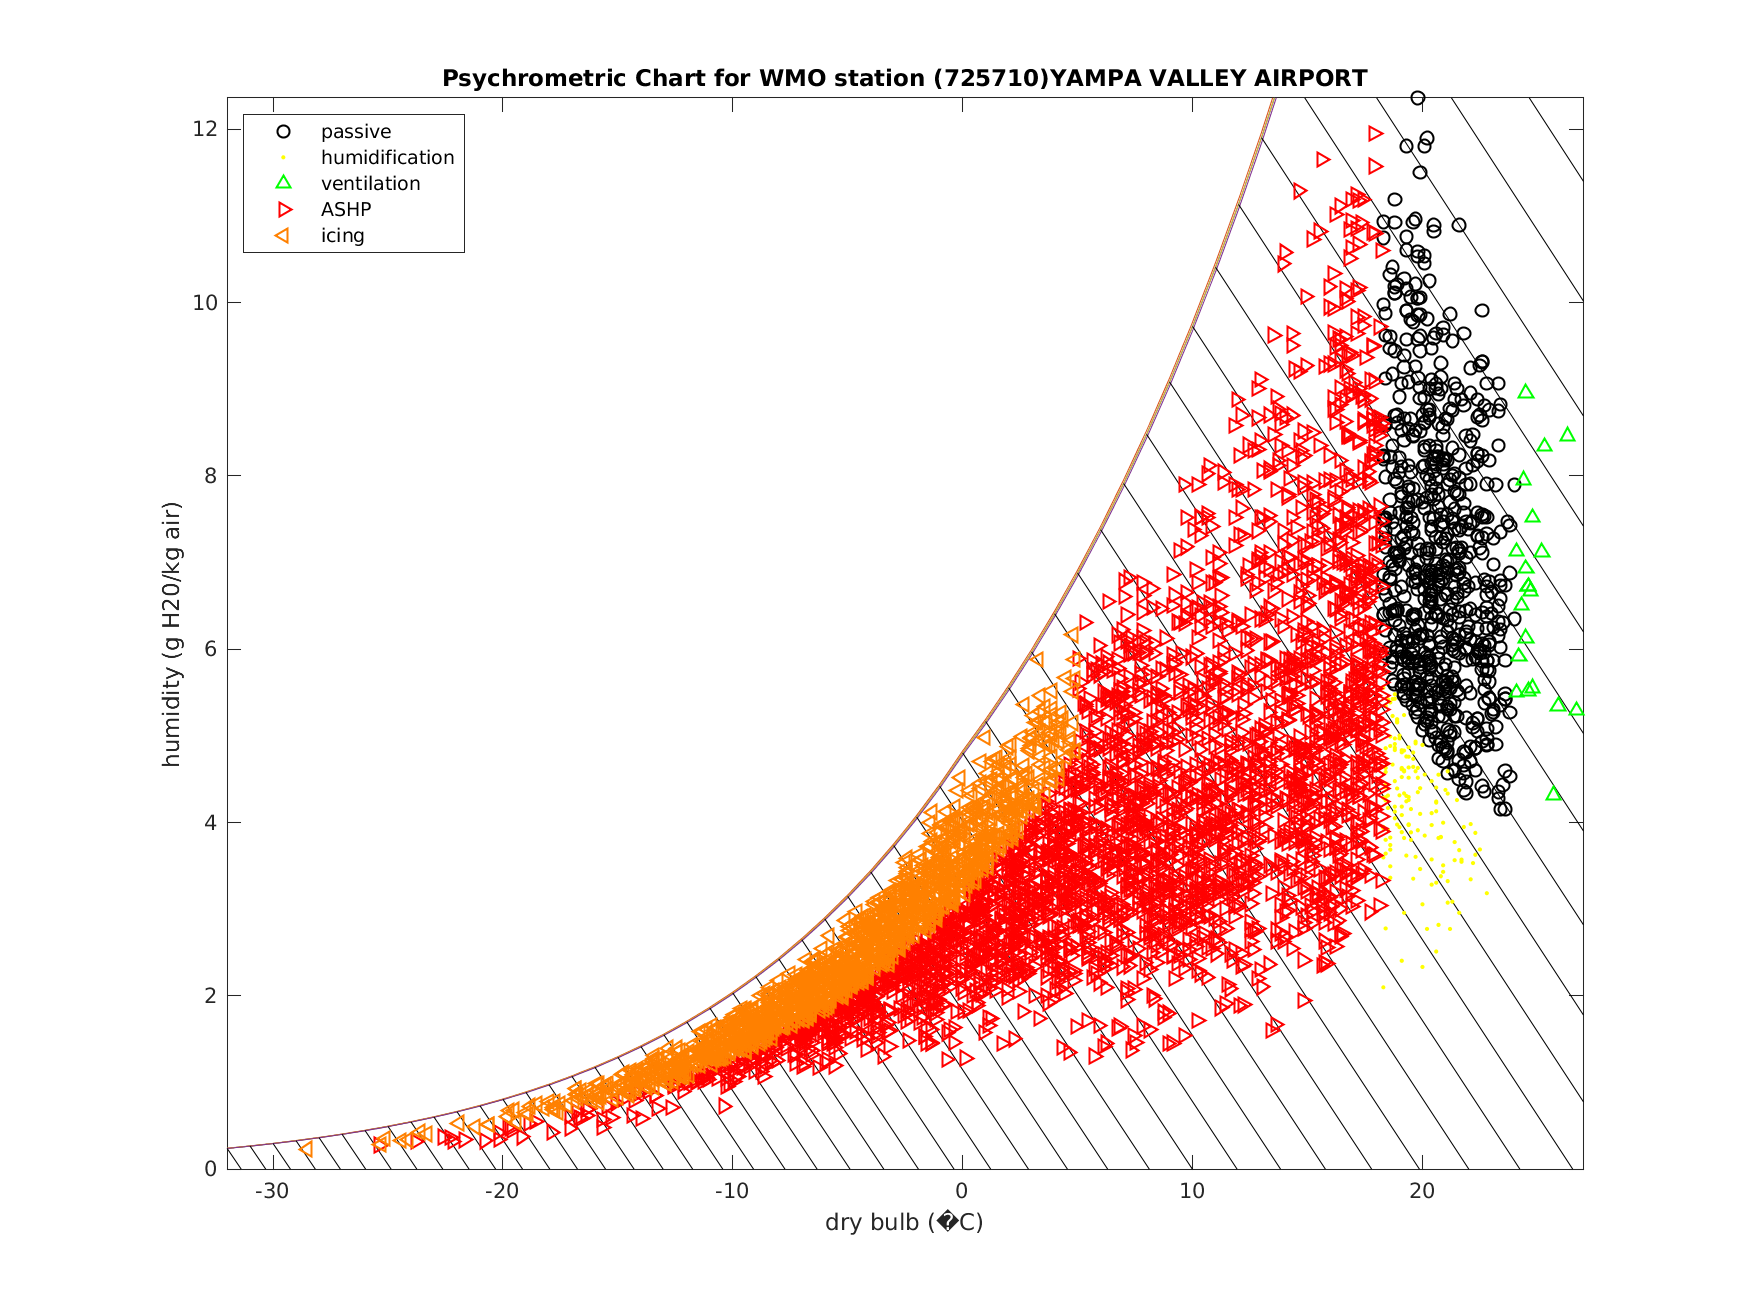 Psychrometric Chart for WMO station (725710)YAMPA VALLEY AIRPORT
passive
humidification
ventilation
ASHP
icing
humidity (g H20/kg air)
12
10
8
6
4
2
0
-30
-20
-10
0
10
20
dry bulb (�C)